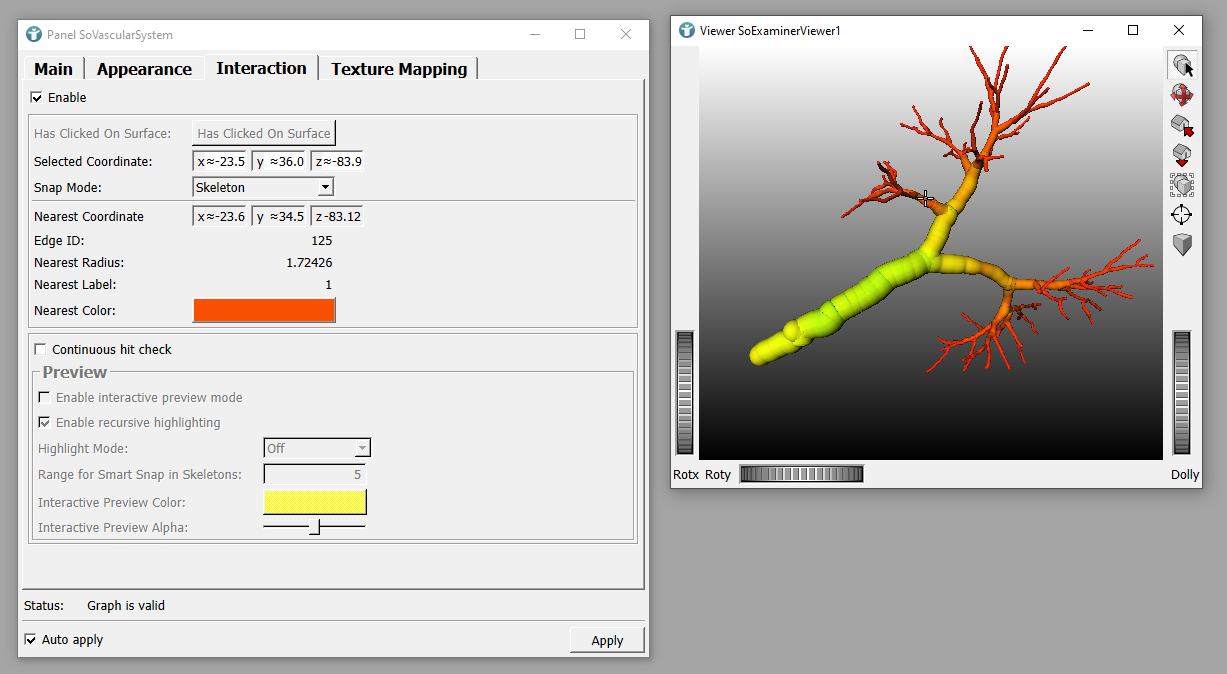 Panel SoVascularSystem
Main Appearance Interaction Texture Mapping
Enable
Has Clicked On Surface: Has Clicked On Surface
Selected Coordinate: x≈-23.5 y ≈36.0 z≈-83.9
Snap Mode: Skeleton
Nearest Coordinate x≈-23.6 y ≈34.5 z-83.12
Edge ID: 125
Nearest Radius: 1.72426
Nearest Label: 1
Nearest Color:
Continuous hit check
Preview
Enable interactive preview mode
Enable recursive highlighting
Highlight Mode: Off
Range for Smart Snap in Skeletons: 5
Interactive Preview Color:
Interactive Preview Alpha:
Status: Graph is valid
Auto apply Apply
Viewer SoExaminerViewer1
Rotx Roty Dolly